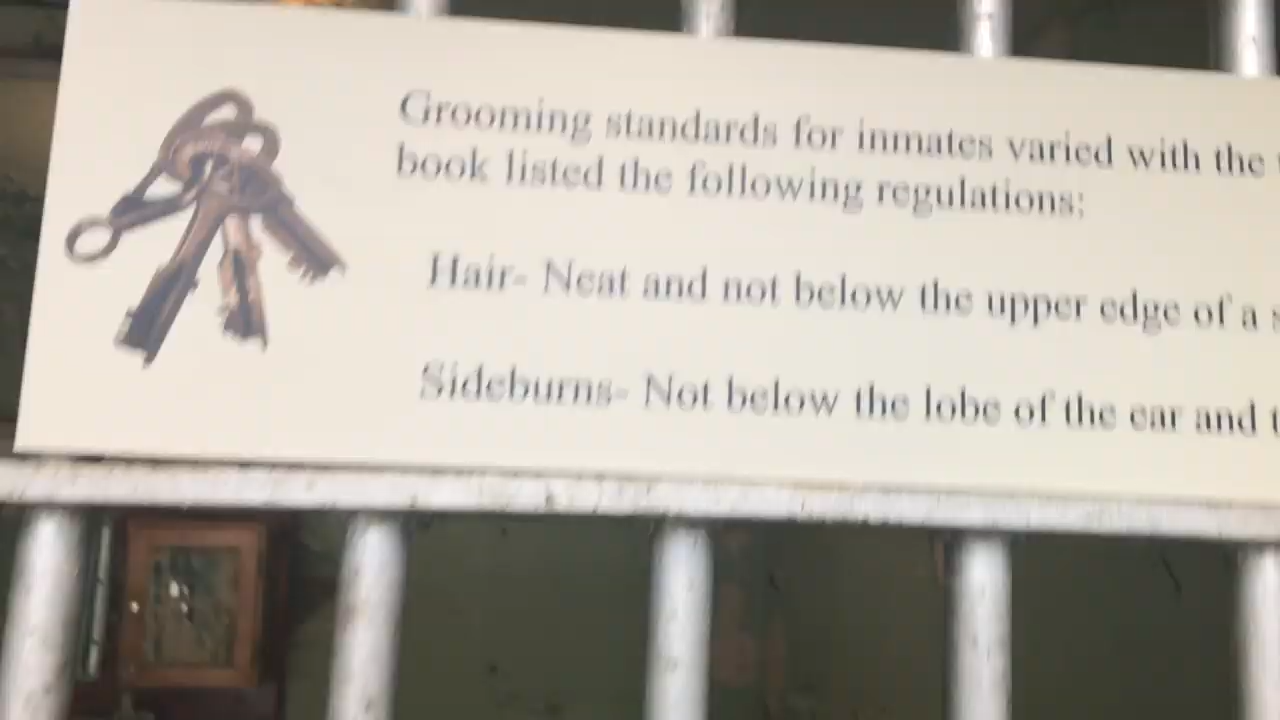 Grooming standards for inmates varied with the
book listed the following regulations:
Hair- Neat and not below the upper edge of a
Sideburns- Not below the lobe of the ear and